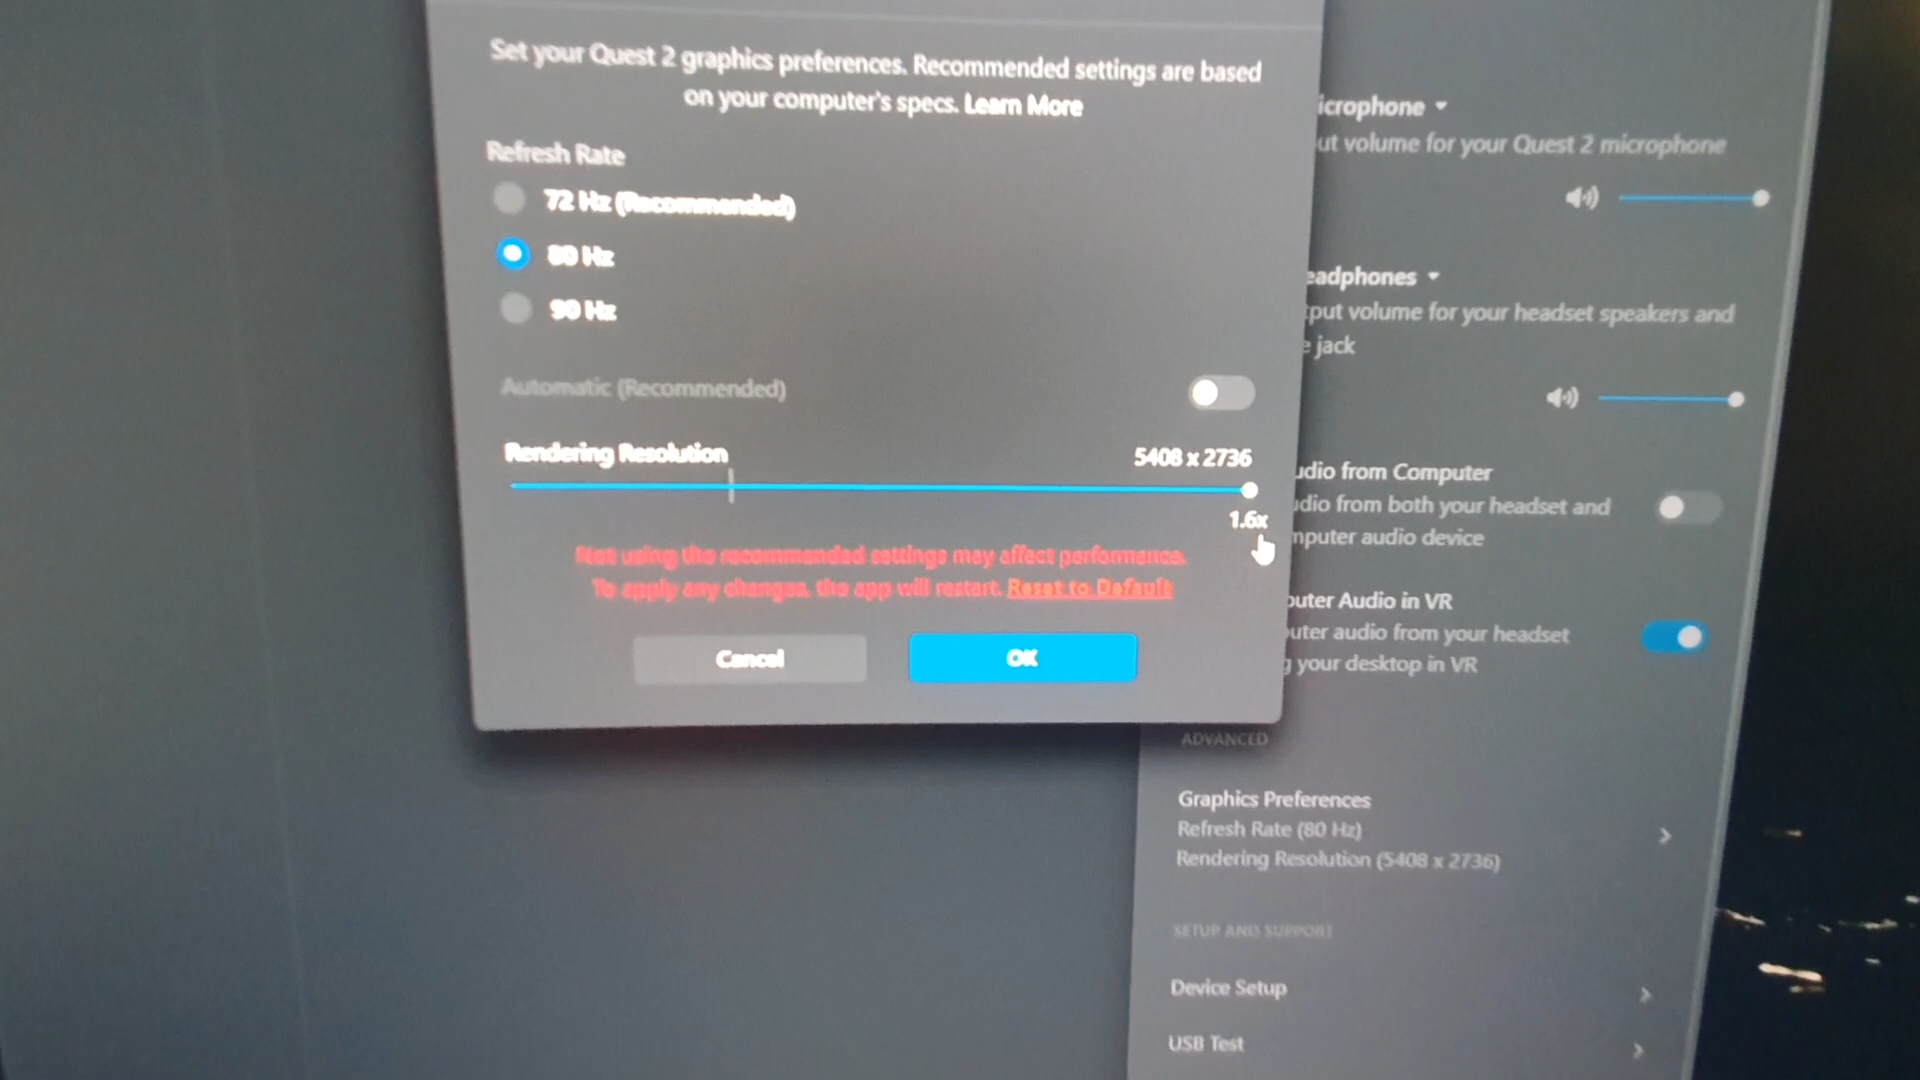 Set your Quest 2 graphics preferences. Recommended settings are based
on your computer's specs. Learn More
Refresh Rate
72 Hz (Recommended)
80 Hz
90 Hz
Automatic (Recommended)
Rendering Resolution
5408 x 2736
1.6x
Not using the recommended settings may affect performance.
To apply any changes, the app will restart. Reset to Default
Cancel
OK
icrophone
ut volume for your Quest 2 microphone
eadphones
put volume for your headset speakers and
e jack
udio from Computer
udio from both your headset and
mputer audio device
outer Audio in VR
uter audio from your headset
g your desktop in VR
ADVANCED
Graphics Preferences
Refresh Rate (80 Hz)
Rendering Resolution (5408 x 2736)
SETUP AND SUPPORT
Device Setup
USB Test